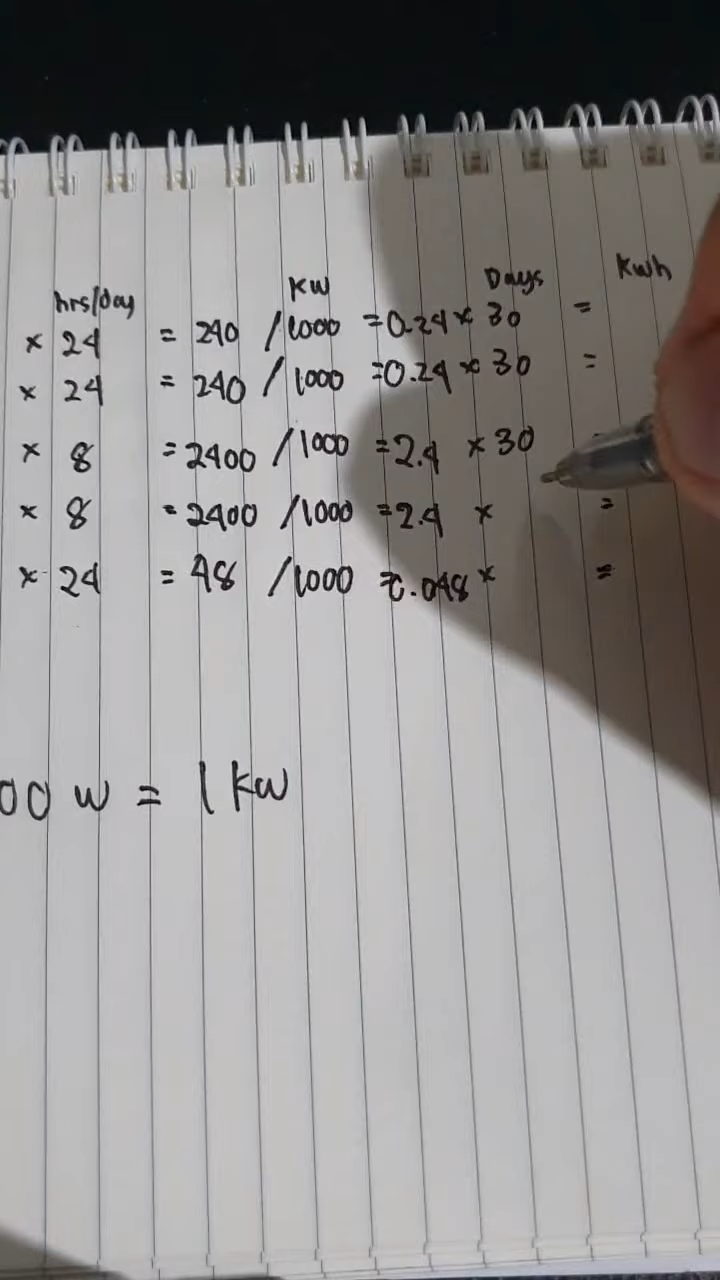 hrs/day KW Days Kwh
× 24 = 240 /1000 =0.24 × 30 =
× 24 = 240 /1000 =0.24 × 30 =
× 8 =2400 /1000 =2.4 × 30
× 8 =2400 /1000 =2.4 × =
× 24 = 48 /1000 =0.048 × =
00 W = 1 KW